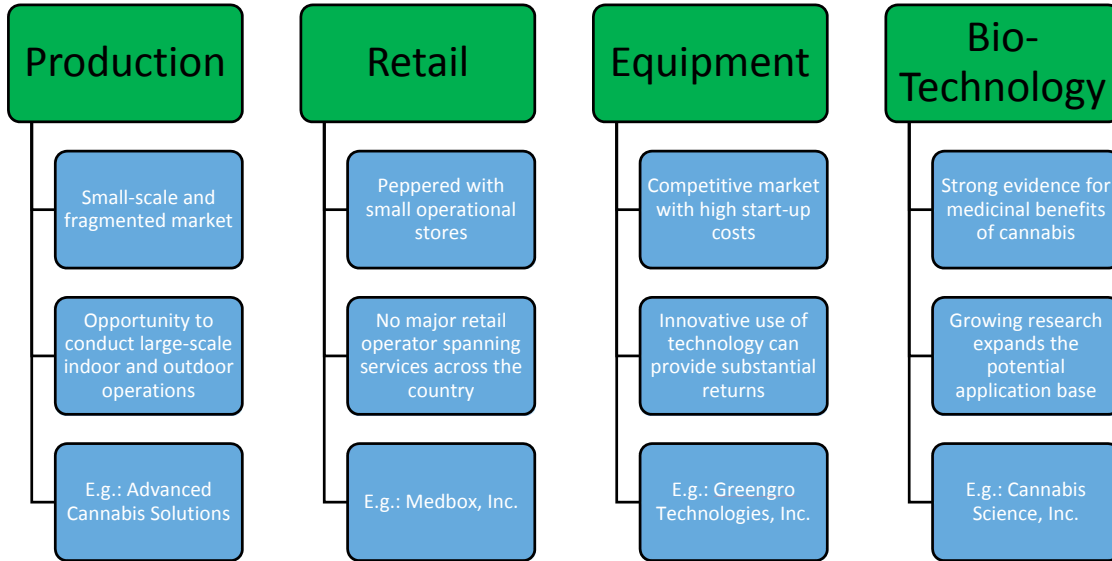 Production
Small-scale and
fragmented market
Opportunity to
conduct large-scale
indoor and outdoor
operations
E.g.: Advanced
Cannabis Solutions
Retail
Peppered with
small operational
stores
No major retail
operator spanning
services across the
country
E.g.: Medbox, Inc.
Equipment
Competitive market
with high start-up
costs
Innovative use of
technology can
provide substantial
returns
E.g.: Greengro
Technologies, Inc.
Bio-
Technology
Strong evidence for
medicinal benefits
of cannabis
Growing research
expands the
potential
application base
E.g.: Cannabis
Science, Inc.